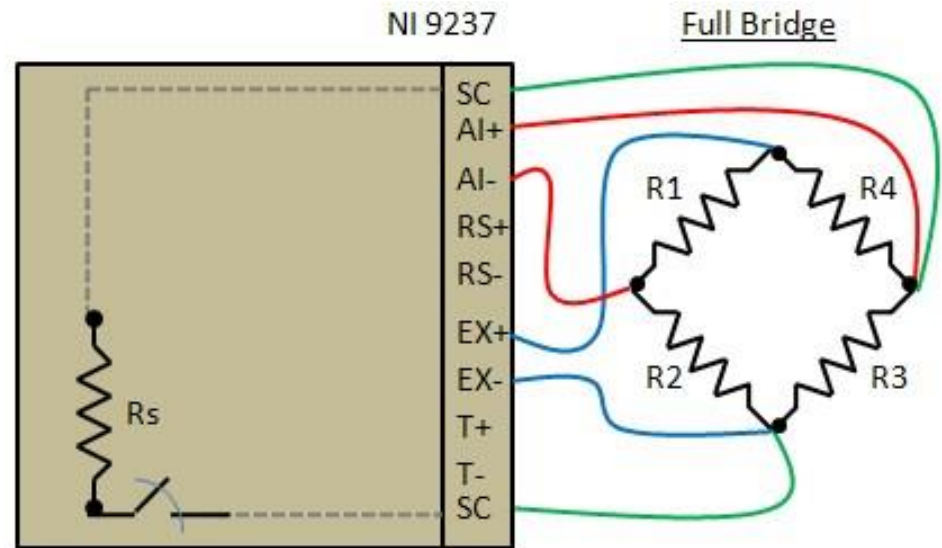 NI 9237
Full Bridge
SC
AI+
AI-
RS+
RS-
EX+
EX-
T+
T-
SC
Rs
R1
R4
R2
R3